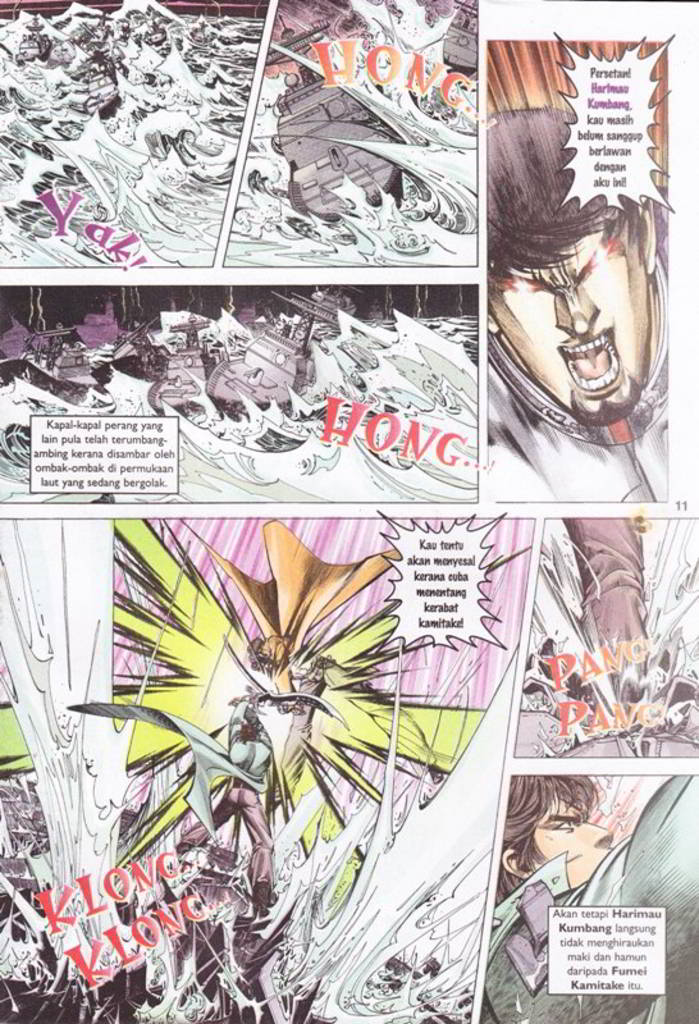 Yak!
HONG...!
Persetan!
Harimau
Kumbang,
kau masih
belum sanggup
berlawan
dengan
aku ini!
HONG...!
Kapal-kapal perang yang
lain pula telah terumbang-
ambing kerana disambar oleh
ombak-ombak di permukaan
laut yang sedang bergolak.
11
Kau tentu
akan menyesal
kerana cuba
menentang
kerabat
kamitake!
KLONG...
KLONG...
PANG
PANG
Akan tetapi Harimau
Kumbang langsung
tidak menghiraukan
maki dan hamun
daripada Fumei
Kamitake itu.